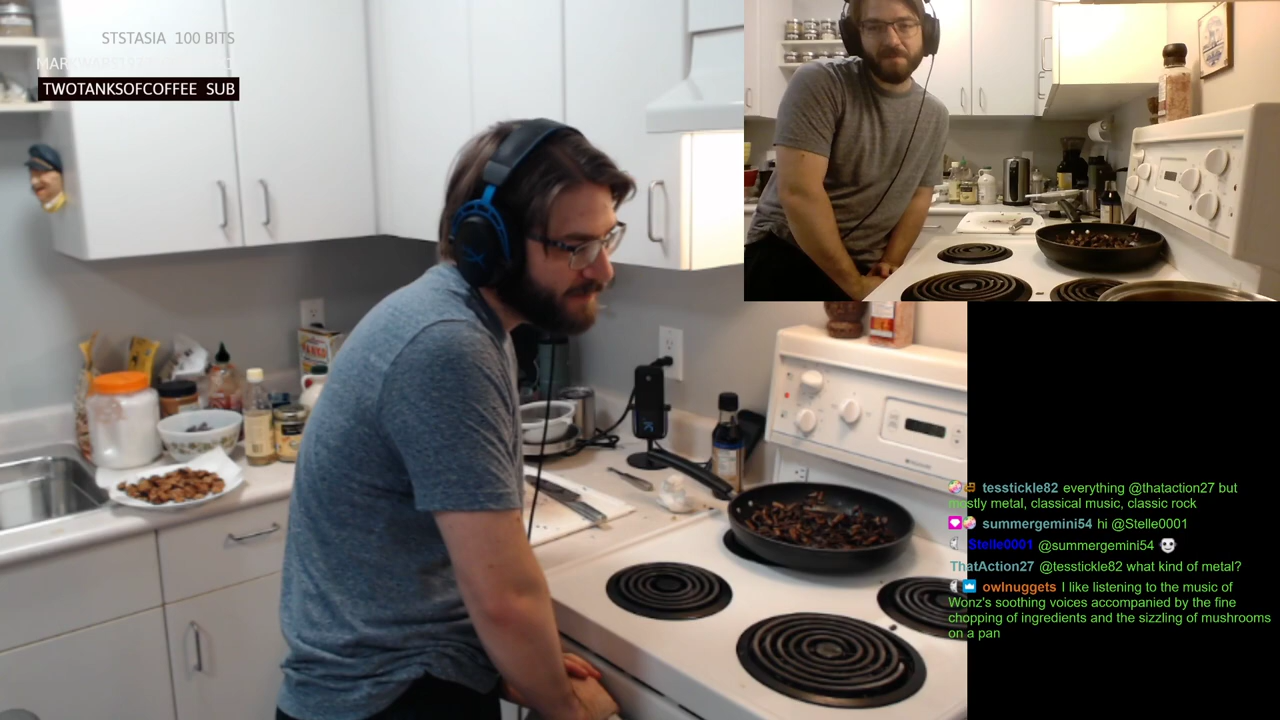 STSTASIA 100 BITS
TWOTANKSOFCOFFEE SUB
PANKO
tesstickle82 everything @thataction27 but
mostly metal, classical music, classic rock
summergemini54 hi @Stelle0001
Stelle0001 @summergemini54
ThatAction27 @tesstickle82 what kind of metal?
owlnuggets I like listening to the music of
Wonz's soothing voices accompanied by the fine
chopping of ingredients and the sizzling of mushrooms
on a pan